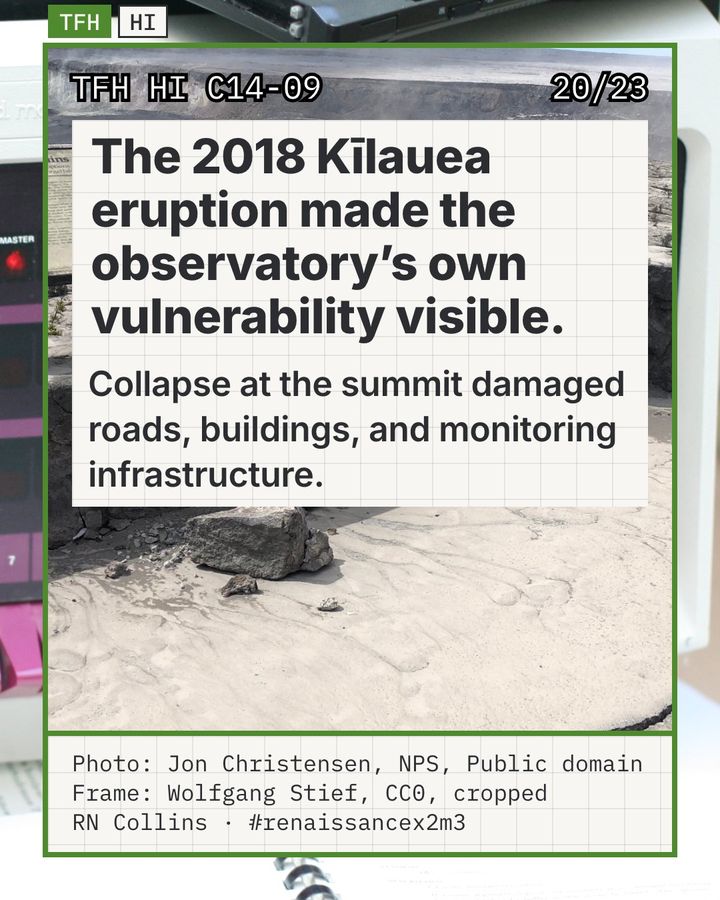 TFH HI
TFH HI C14-09 20/23
MASTER
The 2018 Kīlauea
eruption made the
observatory’s own
vulnerability visible.
Collapse at the summit damaged
roads, buildings, and monitoring
infrastructure.
7
Photo: Jon Christensen, NPS, Public domain
Frame: Wolfgang Stief, CC0, cropped
RN Collins · #renaissancex2m3